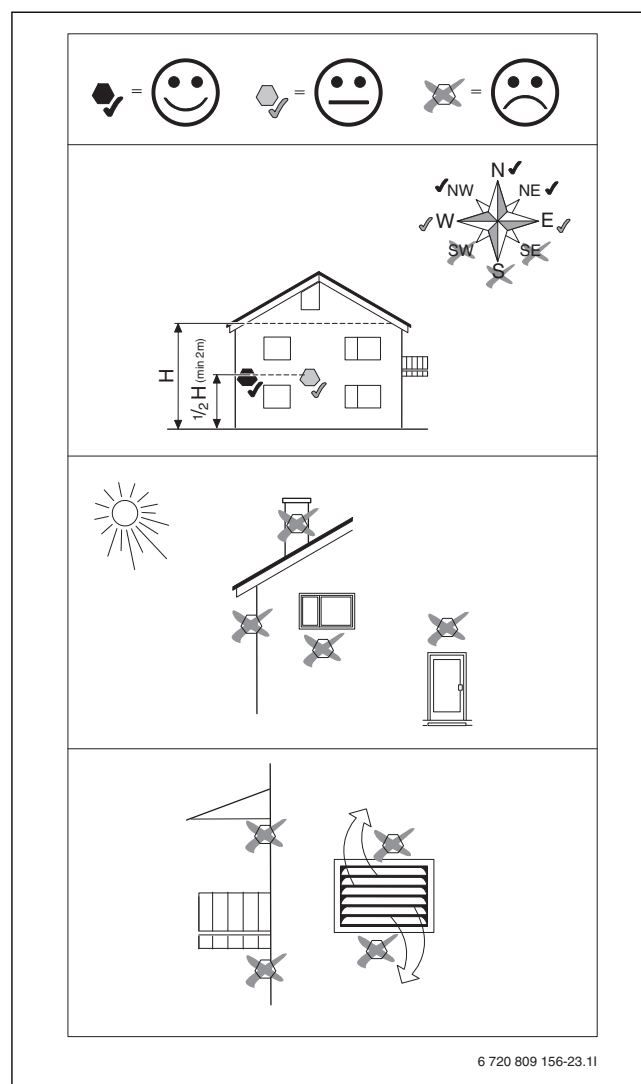 = = =
N
NW NE
W E
SW SE
S
H
1/2 H (min 2m)
6 720 809 156-23.1I